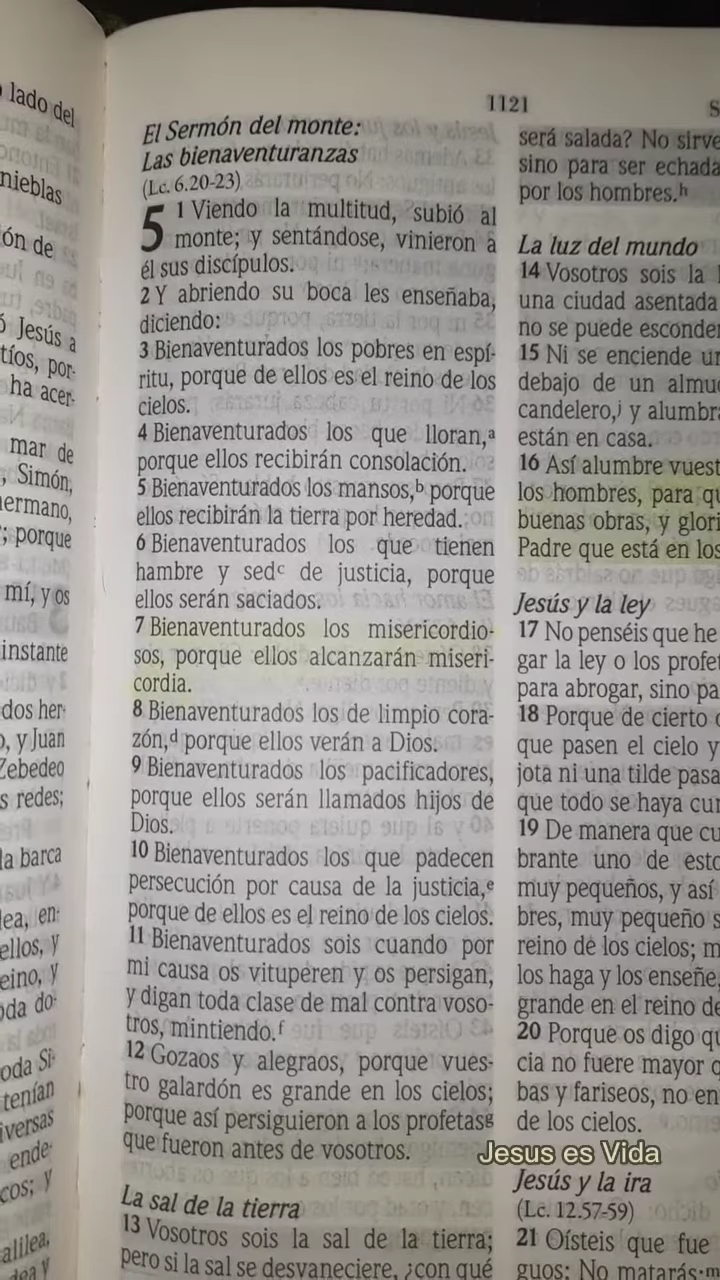 lado del
nieblas
ón de
ó Jesús a
tíos, por-
ha acer-
mar de
, Simón,
hermano,
; porque
mí, y os
instante
dos her-
o, y Juan
Zebedeo
s redes;
la barca
lea, en-
ellos, y
eino, y
oda do-
oda Si-
tenían
iversas
ende-
cos; y
alilea,
dea y
1121
El Sermón del monte:
Las bienaventuranzas
(Lc. 6.20-23)
5 1 Viendo la multitud, subió al
monte; y sentándose, vinieron a
él sus discípulos.
2 Y abriendo su boca les enseñaba,
diciendo:
3 Bienaventurados los pobres en espí-
ritu, porque de ellos es el reino de los
cielos.
4 Bienaventurados los que lloran,a
porque ellos recibirán consolación.
5 Bienaventurados los mansos,b porque
ellos recibirán la tierra por heredad.
6 Bienaventurados los que tienen
hambre y sedc de justicia, porque
ellos serán saciados.
7 Bienaventurados los misericordio-
sos, porque ellos alcanzarán miseri-
cordia.
8 Bienaventurados los de limpio cora-
zón,d porque ellos verán a Dios.
9 Bienaventurados los pacificadores,
porque ellos serán llamados hijos de
Dios.
10 Bienaventurados los que padecen
persecución por causa de la justicia,e
porque de ellos es el reino de los cielos.
11 Bienaventurados sois cuando por
mi causa os vituperen y os persigan,
y digan toda clase de mal contra voso-
tros, mintiendo.f
12 Gozaos y alegraos, porque vues-
tro galardón es grande en los cielos;
porque así persiguieron a los profetasg
que fueron antes de vosotros.
La sal de la tierra
13 Vosotros sois la sal de la tierra;
pero si la sal se desvaneciere, ¿con qué
será salada? No sirve
sino para ser echada
por los hombres.h
La luz del mundo
14 Vosotros sois la
una ciudad asentada
no se puede esconder
15 Ni se enciende
debajo de un
candelero,j y alumbra
están en casa.
16 Así alumbre
los hombres, para
buenas obras, y
Padre que está en los
Jesús y la ley
17 No penséis que he
gar la ley o los
para abrogar, sino
18 Porque de cierto
que pasen el cielo y
jota ni una tilde
que todo se haya
19 De manera que
brante uno de
muy pequeños, y así
bres, muy pequeño
reino de los cielos;
los haga y los enseñe,
grande en el reino de
20 Porque os digo
cia no fuere mayor
bas y fariseos, no
de los cielos.
Jesus es Vida
Jesús y la ira
(Lc. 12.57-59)
21 Oísteis que fue
guos: No matarás;m